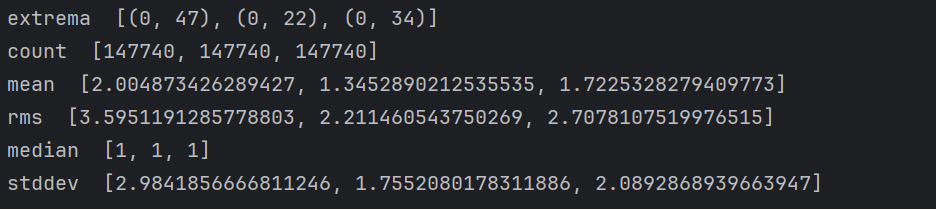 extrema  [(0, 47), (0, 22), (0, 34)]
count  [147740, 147740, 147740]
mean  [2.004873426289427, 1.3452890212535535, 1.7225328279409773]
rms  [3.5951191285778803, 2.211460543750269, 2.7078107519976515]
median  [1, 1, 1]
stddev  [2.9841856666811246, 1.7552080178311886, 2.0892868939663947]